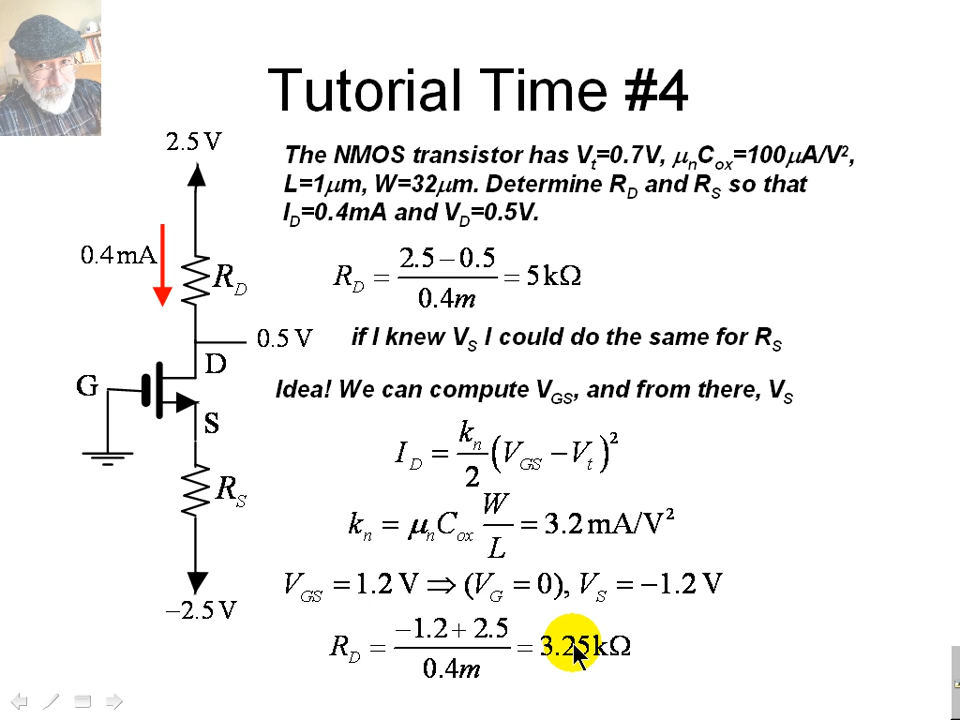 Tutorial Time #4
2.5 V
The NMOS transistor has Vt=0.7V, μnCox=100μA/V²,
L=1μm, W=32μm. Determine RD and RS so that
ID=0.4mA and VD=0.5V.
0.4 mA
RD
RD = (2.5 − 0.5)/0.4m = 5 kΩ
0.5 V
if I knew VS I could do the same for RS
D
G
Idea! We can compute VGS, and from there, VS
S
ID = kn/2 (VGS − Vt)²
RS
kn = μnCox W/L = 3.2 mA/V²
VGS = 1.2 V ⇒ (VG = 0), VS = −1.2 V
−2.5 V
RD = (−1.2 + 2.5)/0.4m = 3.25kΩ